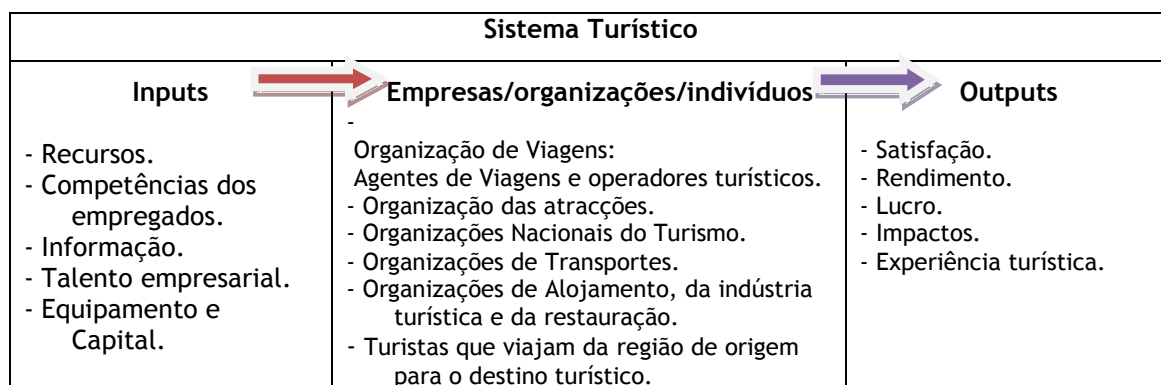 Sistema Turístico
Inputs
- Recursos.
- Competências dos
empregados.
- Informação.
- Talento empresarial.
- Equipamento e
Capital.
Empresas/organizações/indivíduos
-
Organização de Viagens:
Agentes de Viagens e operadores turísticos.
- Organização das atracções.
- Organizações Nacionais do Turismo.
- Organizações de Transportes.
- Organizações de Alojamento, da indústria
turística e da restauração.
- Turistas que viajam da região de origem
para o destino turístico.
Outputs
- Satisfação.
- Rendimento.
- Lucro.
- Impactos.
- Experiência turística.